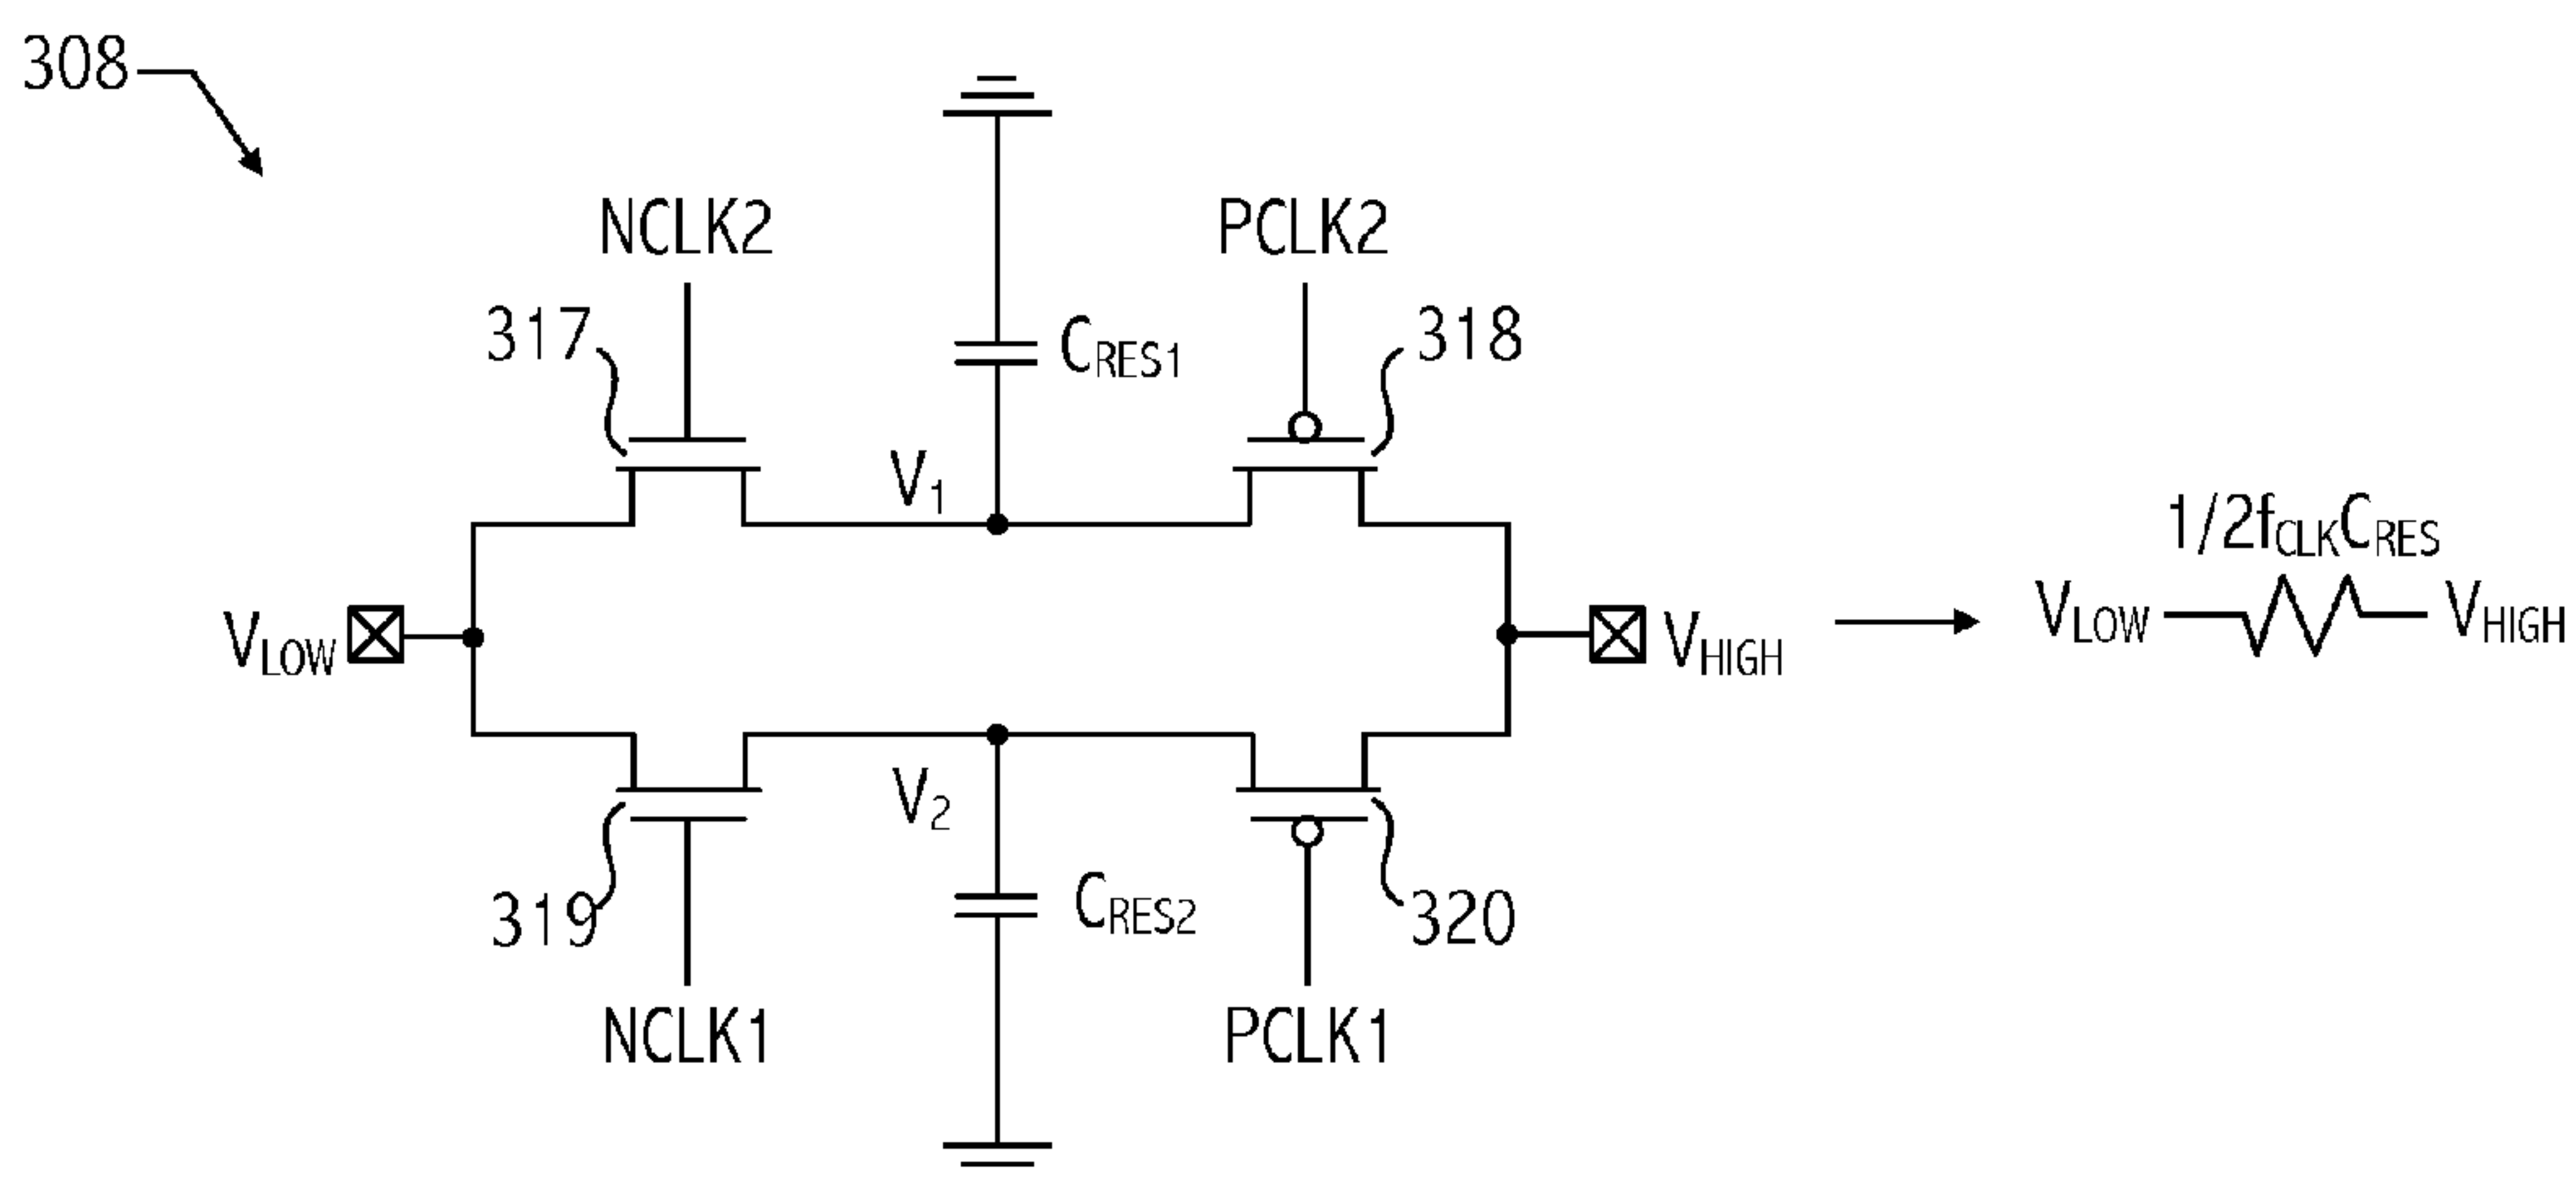 308
NCLK2
PCLK2
317
CRES1
318
V1
1/2fCLKCRES
VLOW
VHIGH
VLOW
VHIGH
V2
319
CRES2
320
NCLK1
PCLK1